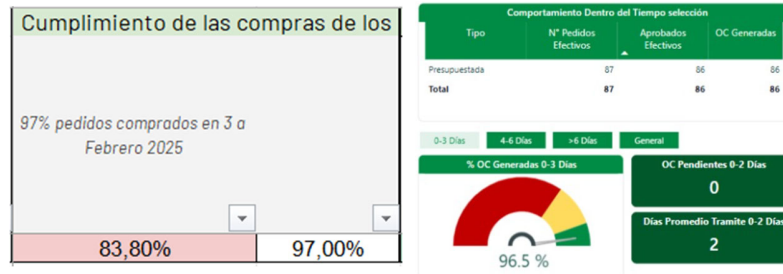 Cumplimiento de las compras de los
97% pedidos comprados en 3 a
Febrero 2025
83,80% 97,00%
Comportamiento Dentro del Tiempo selección
Tipo N° Pedidos Efectivos Aprobados Efectivos OC Generadas
Presupuestada 87 86 86
Total 87 86 86
0-3 Días 4-6 Días >6 Días General
% OC Generadas 0-3 Días
96.5 %
OC Pendientes 0-2 Días
0
Días Promedio Tramite 0-2 Días
2